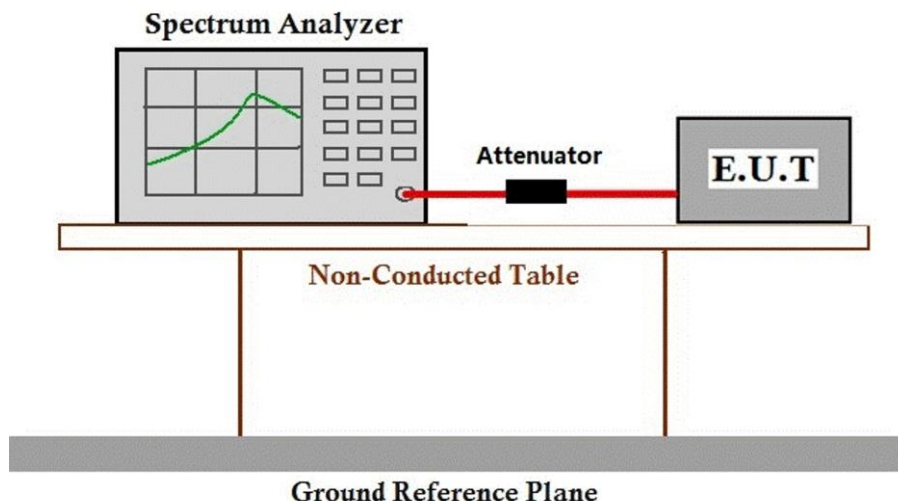 Spectrum Analyzer
Attenuator
E.U.T
Non-Conducted Table
Ground Reference Plane